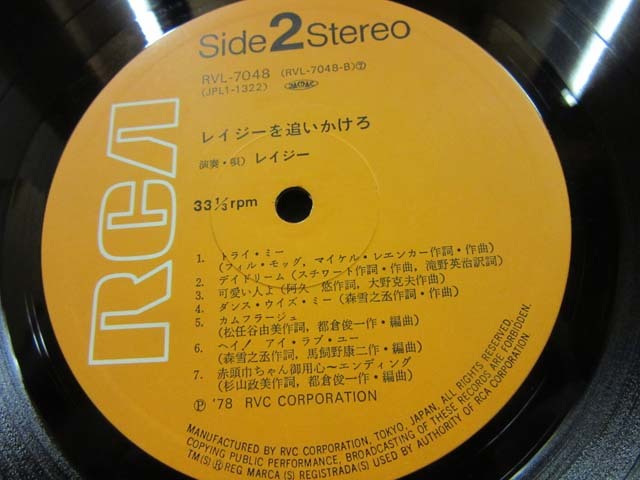 Side 2 Stereo
RVL-7048 (RVL-7048-B)②
(JPL1-1322)
レイジーを追いかけろ
演奏・唄) レイジー
33 1/3 rpm
RCA
1. トライ・ミー
(フィル・モッグ, マイケル・レエンカー作詞・作曲)
2. デイドリーム (スチワート作詞・作曲, 滝野英治訳詞)
3. 可愛い人よ (阿久 悠作詞, 大野克夫作曲)
4. ダンス・ウイズ・ミー (森雪之丞作詞・作曲)
5. カムフラージュ
(松任谷由美作詞, 都倉俊一作・編曲)
6. ヘイ! アイ・ラブ・ユー
(森雪之丞作詞, 馬飼野康二作・編曲)
7. 赤頭巾ちゃん御用心〜エンディング
(杉山政美作詞, 都倉俊一作・編曲)
Ⓟ '78 RVC CORPORATION
MANUFACTURED BY RVC CORPORATION, TOKYO, JAPAN. ALL RIGHTS RESERVED.
COPYING PUBLIC PERFORMANCE, BROADCASTING OF THESE RECORDS ARE FORBIDDEN.
TM(S) ® REG MARCA (S) REGISTRADA(S) USED BY AUTHORITY OF RCA CORPORATION